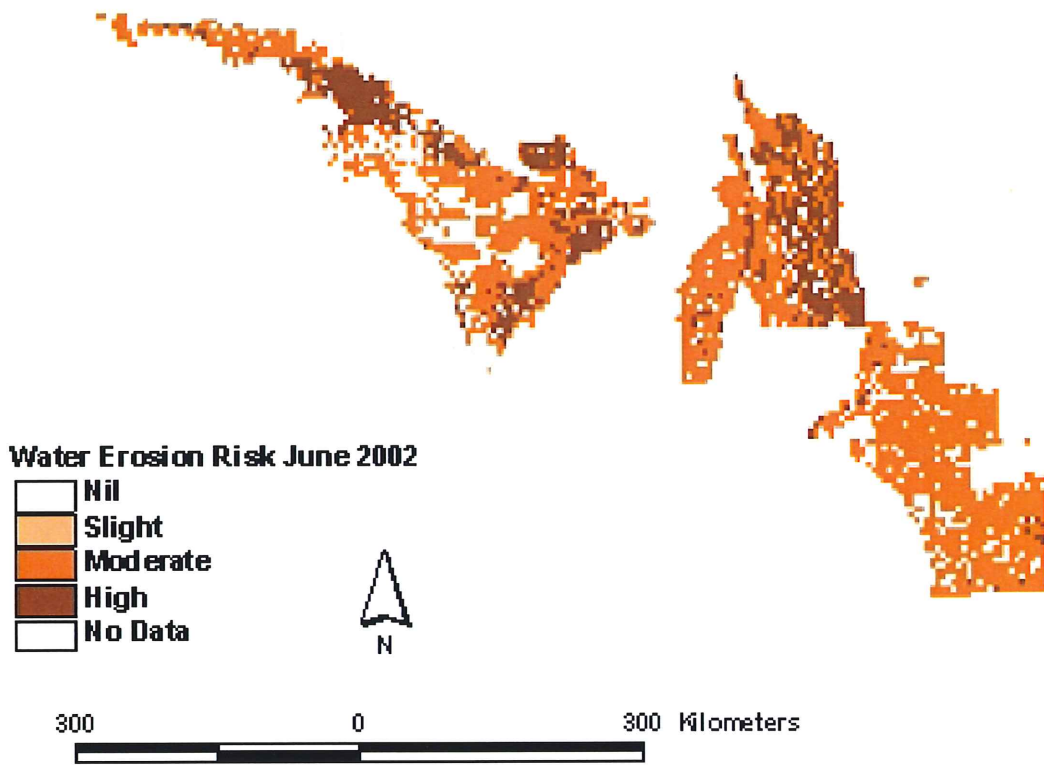 Water Erosion Risk June 2002
Nil
Slight
Moderate
High
No Data
N
300 0 300 Kilometers